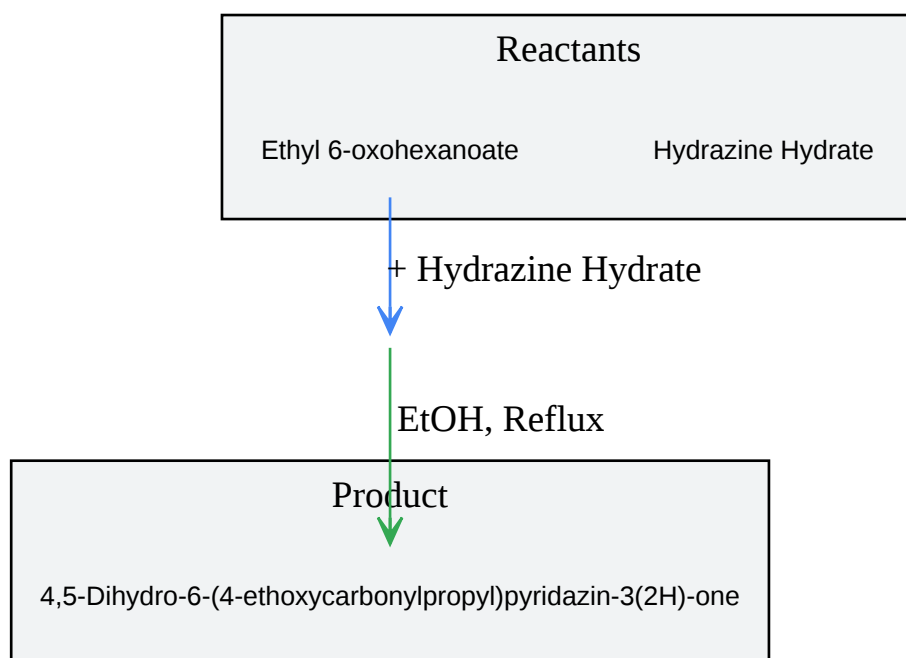 Reactants
Ethyl 6-oxohexanoate Hydrazine Hydrate
+ Hydrazine Hydrate
EtOH, Reflux
Product
4,5-Dihydro-6-(4-ethoxycarbonylpropyl)pyridazin-3(2H)-one